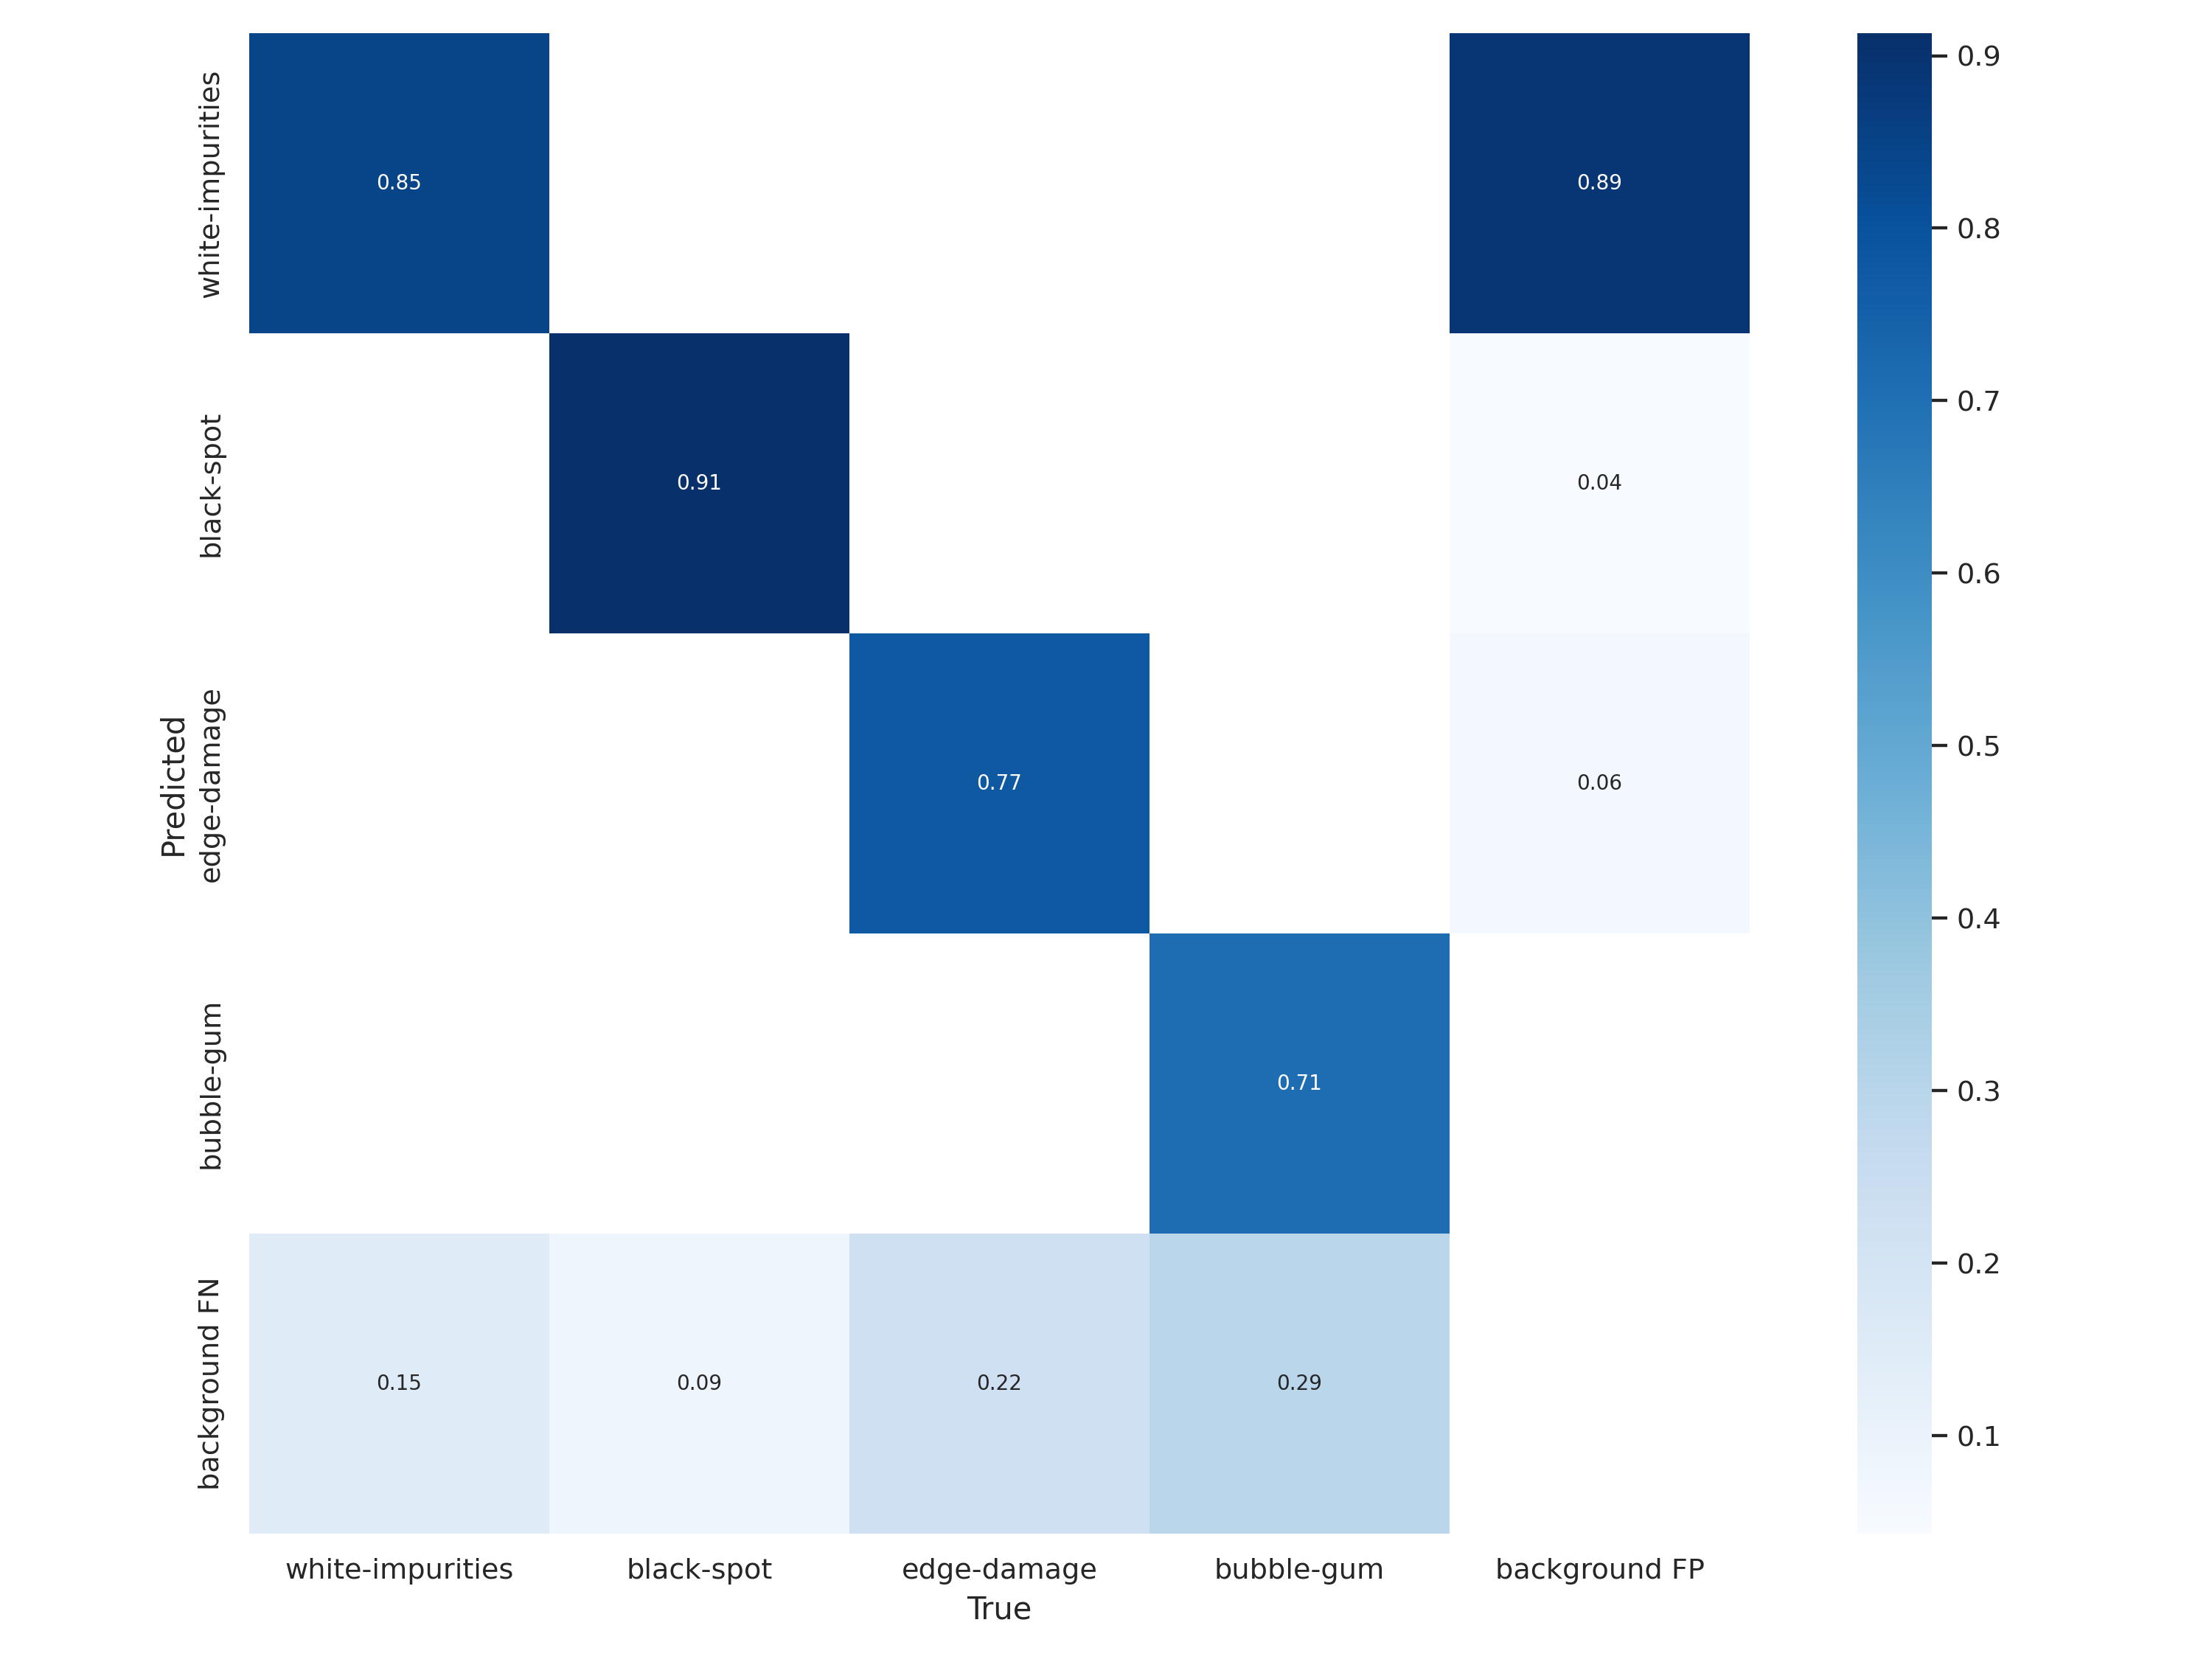 white-impurities
black-spot
edge-damage
bubble-gum
background FN
Predicted
0.85
0.89
0.91
0.04
0.77
0.06
0.71
0.15
0.09
0.22
0.29
white-impurities
black-spot
edge-damage
bubble-gum
background FP
True
0.9
0.8
0.7
0.6
0.5
0.4
0.3
0.2
0.1